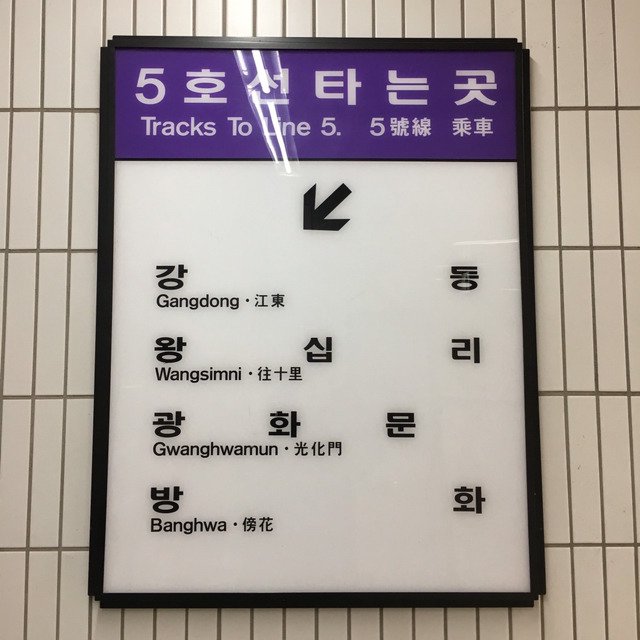 5호선 타는 곳
Tracks To Line 5. 5號線 乘車
강동
Gangdong·江東
왕십리
Wangsimni·往十里
광화문
Gwanghwamun·光化門
방화
Banghwa·傍花